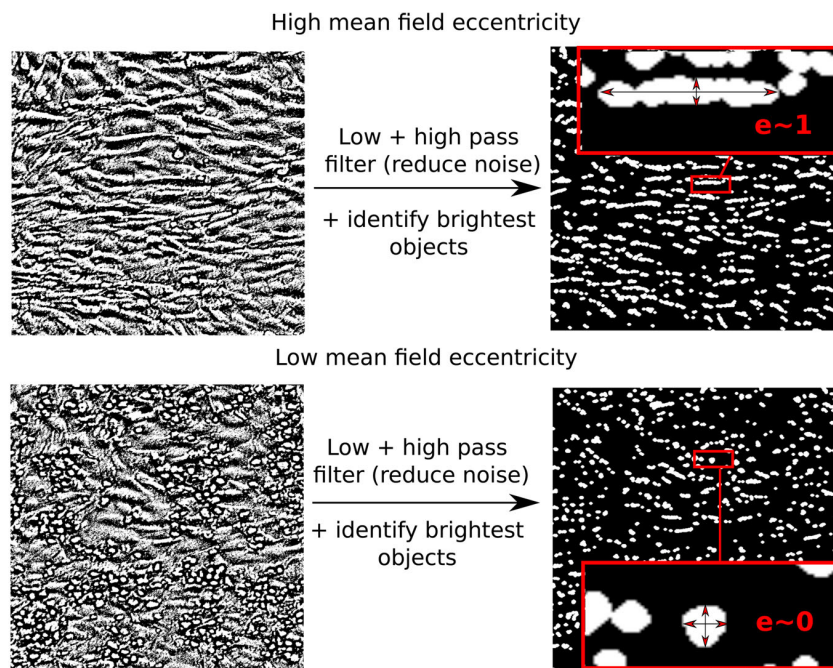 High mean field eccentricity
Low + high pass
filter (reduce noise)
+ identify brightest
objects
e~1
Low mean field eccentricity
Low + high pass
filter (reduce noise)
+ identify brightest
objects
e~0